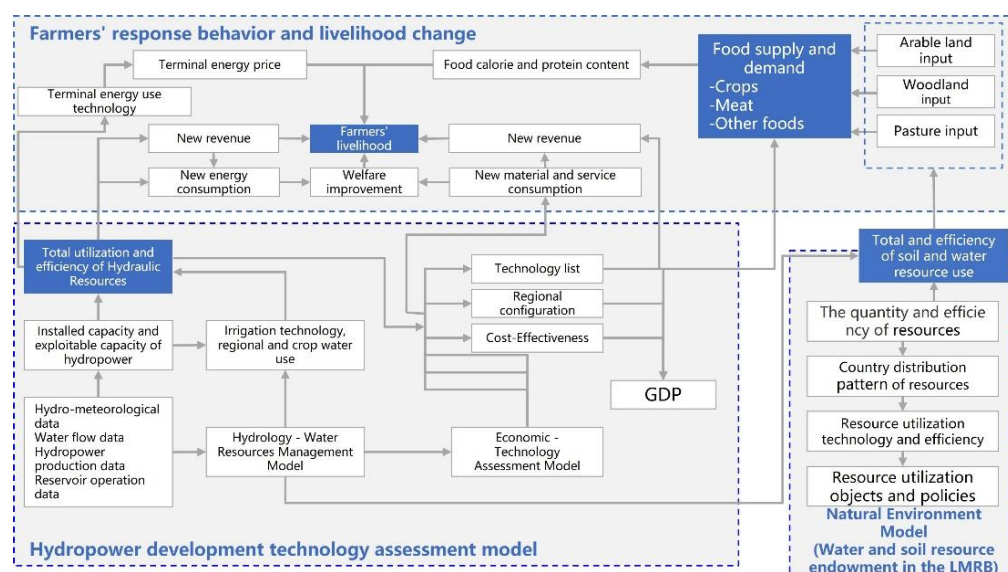 Farmers' response behavior and livelihood change
Terminal energy price
Food calorie and protein content
Food supply and
demand
-Crops
-Meat
-Other foods
Arable land
input
Woodland
input
Pasture input
Terminal energy use
technology
New revenue
Farmers'
livelihood
New revenue
New energy
consumption
Welfare
improvement
New material and service
consumption
Total utilization and
efficiency of Hydraulic
Resources
Technology list
Regional
configuration
Cost-Effectiveness
GDP
Installed capacity and
exploitable capacity of
hydropower
Irrigation technology,
regional and crop water
use
Hydro-meteorological
data
Water flow data
Hydropower
production data
Reservoir operation
data
Hydrology - Water
Resources Management
Model
Economic -
Technology
Assessment Model
Hydropower development technology assessment model
Total and efficiency
of soil and water
resource use
The quantity and efficie
ncy of resources
Country distribution
pattern of resources
Resource utilization
technology and efficiency
Resource utilization
objects and policies
Natural Environment
Model
(Water and soil resource
endowment in the LMRB)